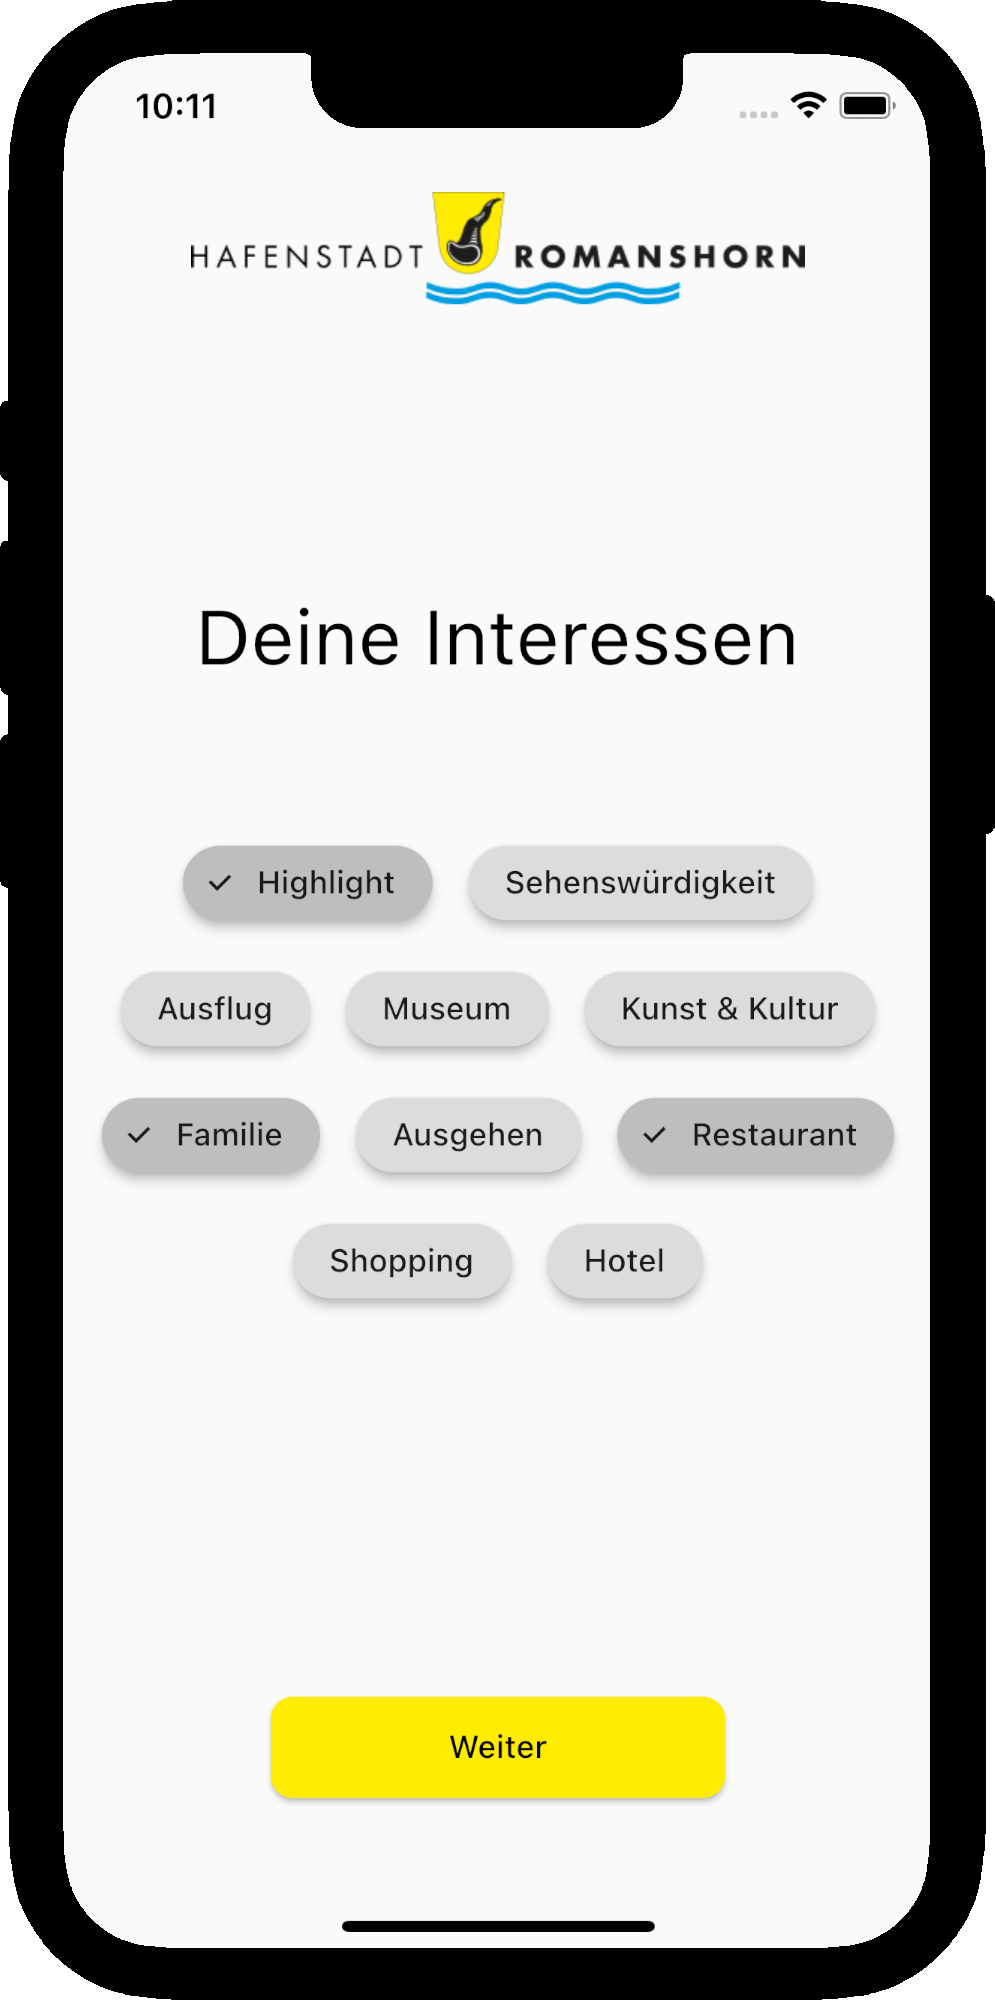 10:11
HAFENSTADT ROMANSHORN
Deine Interessen
Highlight Sehenswürdigkeit
Ausflug Museum Kunst & Kultur
Familie Ausgehen Restaurant
Shopping Hotel
Weiter